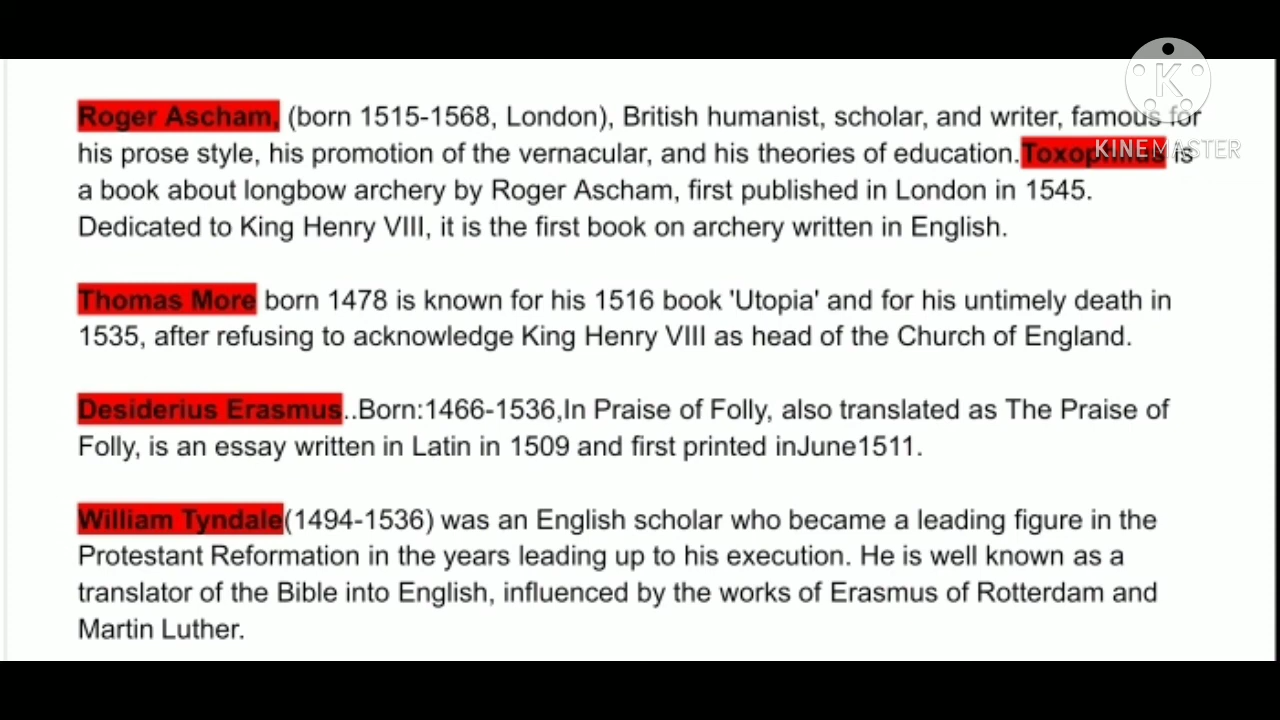 Roger Ascham, (born 1515-1568, London), British humanist, scholar, and writer, famous for
his prose style, his promotion of the vernacular, and his theories of education.Toxophilus is
a book about longbow archery by Roger Ascham, first published in London in 1545.
Dedicated to King Henry VIII, it is the first book on archery written in English.
Thomas More born 1478 is known for his 1516 book 'Utopia' and for his untimely death in
1535, after refusing to acknowledge King Henry VIII as head of the Church of England.
Desiderius Erasmus..Born:1466-1536,In Praise of Folly, also translated as The Praise of
Folly, is an essay written in Latin in 1509 and first printed inJune1511.
William Tyndale(1494-1536) was an English scholar who became a leading figure in the
Protestant Reformation in the years leading up to his execution. He is well known as a
translator of the Bible into English, influenced by the works of Erasmus of Rotterdam and
Martin Luther.
K
KINEMASTER